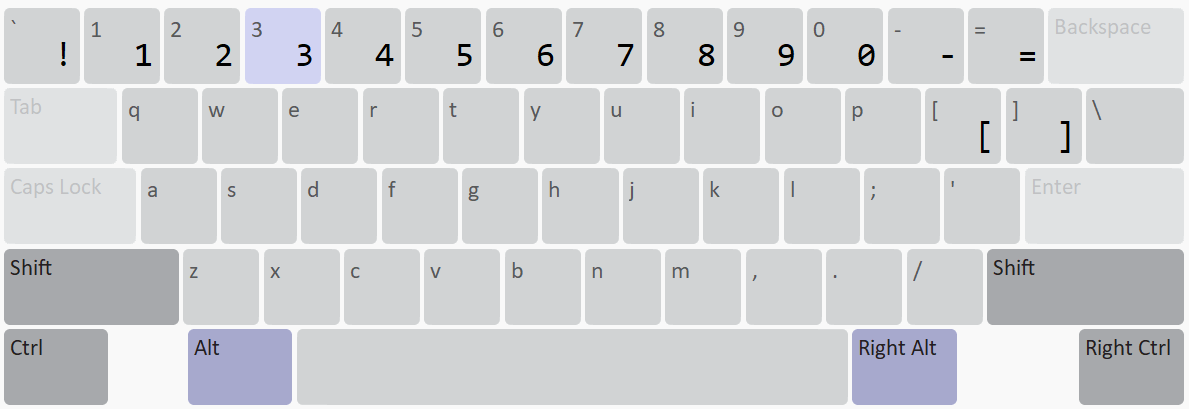 ` ! 1 1 2 2 3 3 4 4 5 5 6 6 7 7 8 8 9 9 0 0 - - = = Backspace
Tab q w e r t y u i o p [ [ ] ] \
Caps Lock a s d f g h j k l ; ' Enter
Shift z x c v b n m , . / Shift
Ctrl Alt Right Alt Right Ctrl